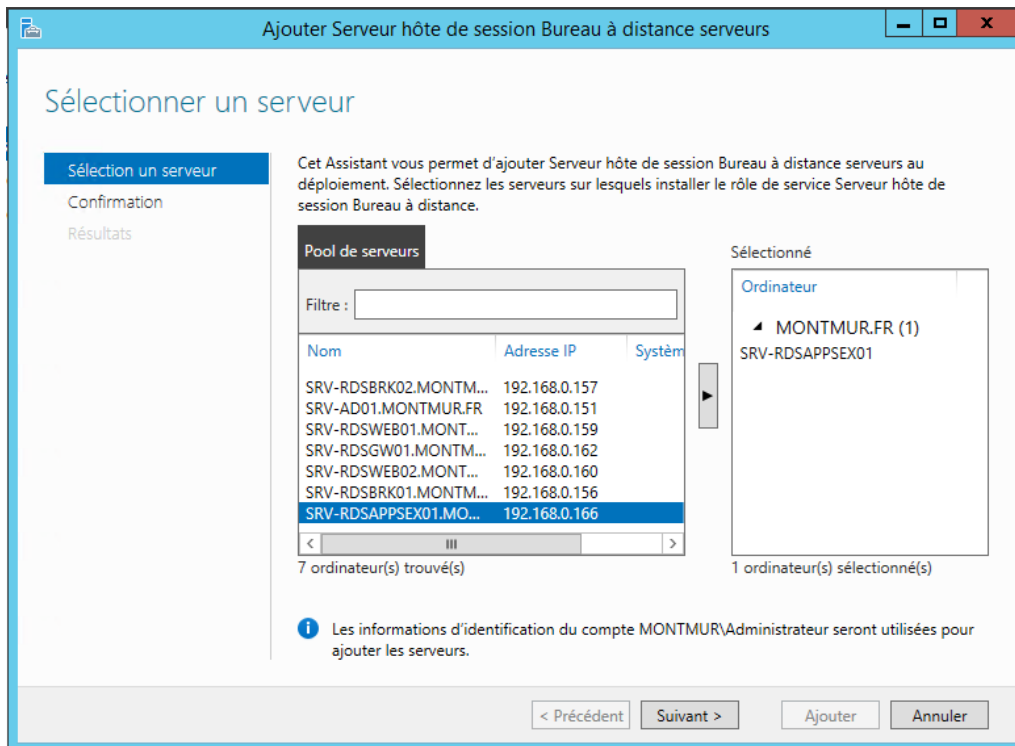 Ajouter Serveur hôte de session Bureau à distance serveurs
Sélectionner un serveur
Sélection un serveur
Confirmation
Résultats
Cet Assistant vous permet d'ajouter Serveur hôte de session Bureau à distance serveurs au
déploiement. Sélectionnez les serveurs sur lesquels installer le rôle de service Serveur hôte de
session Bureau à distance.
Pool de serveurs
Filtre :
Nom Adresse IP Systèm
SRV-RDSBRK02.MONTM... 192.168.0.157
SRV-AD01.MONTMUR.FR 192.168.0.151
SRV-RDSWEB01.MONT... 192.168.0.159
SRV-RDSGW01.MONTM... 192.168.0.162
SRV-RDSWEB02.MONT... 192.168.0.160
SRV-RDSBRK01.MONTM... 192.168.0.156
SRV-RDSAPPSEX01.MO... 192.168.0.166
7 ordinateur(s) trouvé(s)
Sélectionné
Ordinateur
MONTMUR.FR (1)
SRV-RDSAPPSEX01
1 ordinateur(s) sélectionné(s)
Les informations d'identification du compte MONTMUR\Administrateur seront utilisées pour
ajouter les serveurs.
< Précédent Suivant > Ajouter Annuler